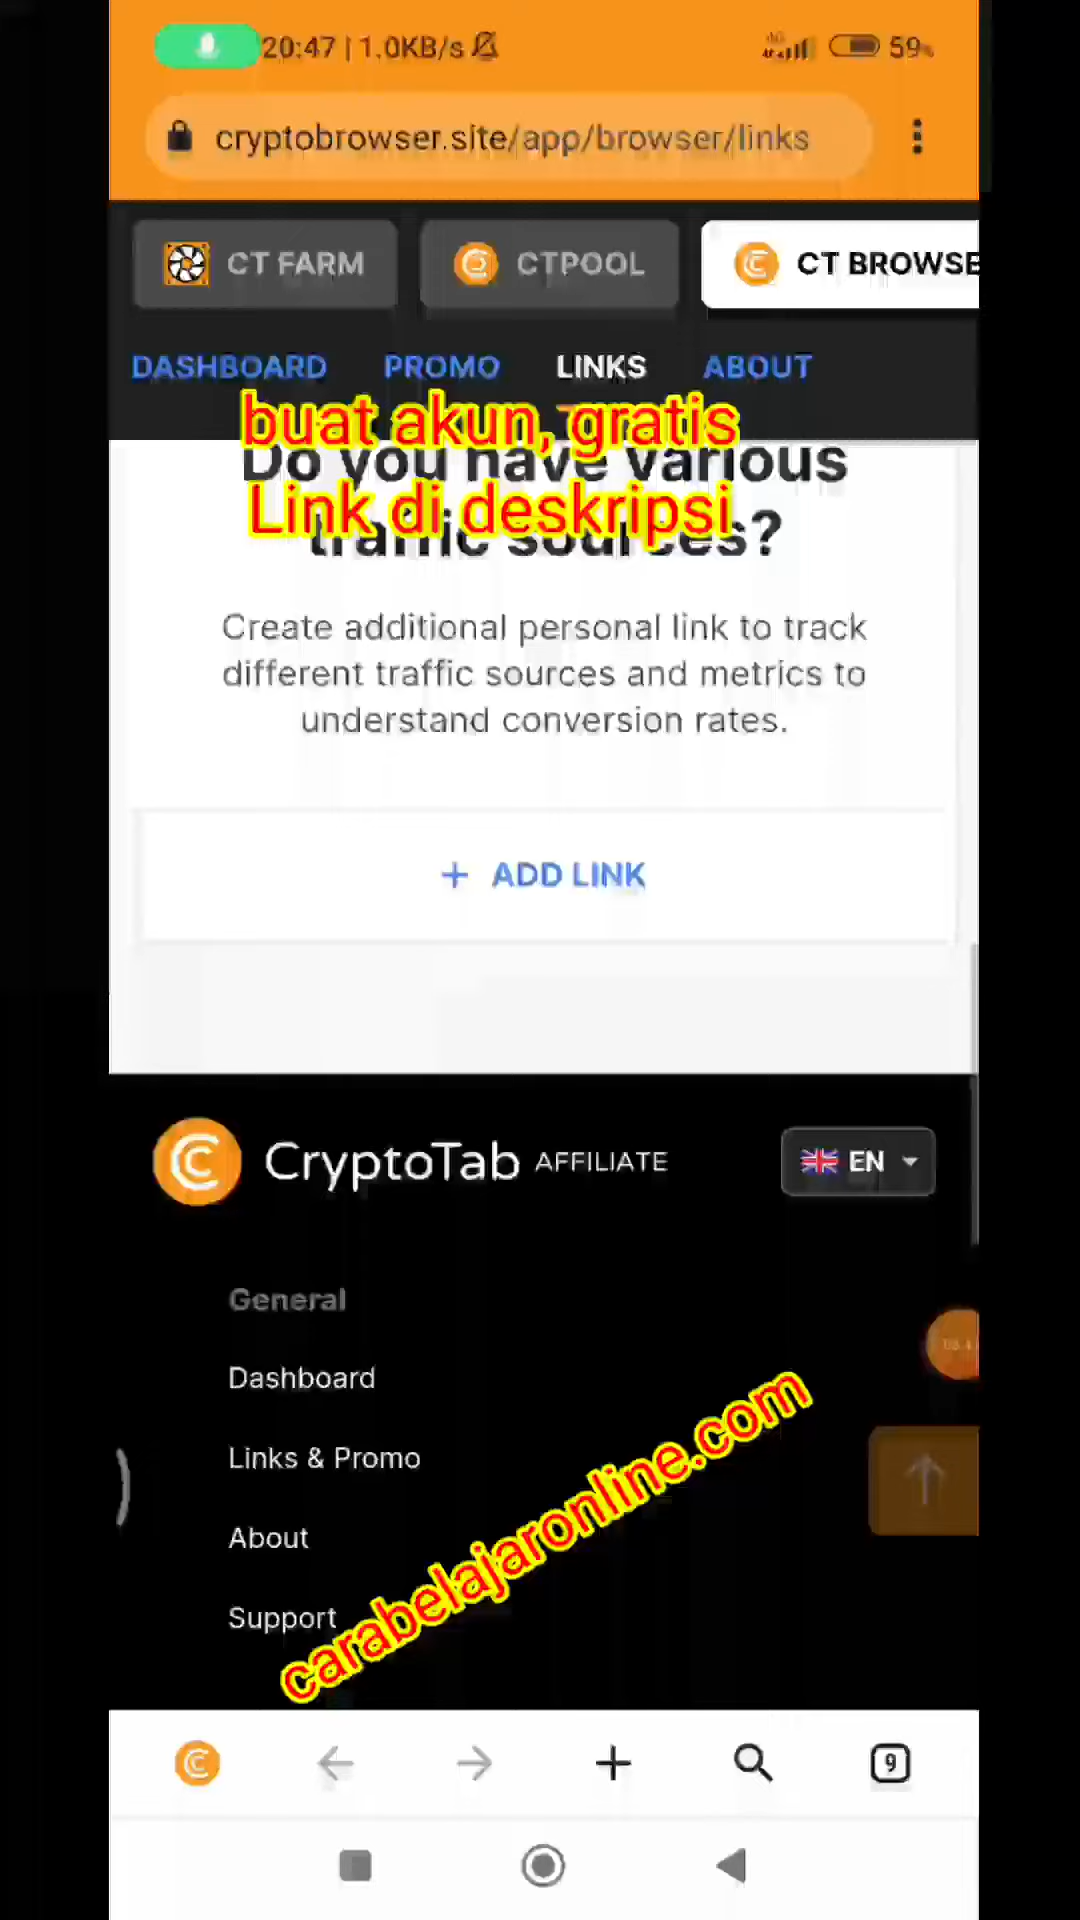 20:47 | 1.0KB/s
4G
59%
cryptobrowser.site/app/browser/links
CT FARM
CTPOOL
CT BROWSE
DASHBOARD
PROMO
LINKS
ABOUT
buat akun, gratis
Do you have various
Link di deskripsi
traffic sources?
Create additional personal link to track
different traffic sources and metrics to
understand conversion rates.
+ ADD LINK
CryptoTab AFFILIATE
EN
General
Dashboard
Links & Promo
About
Support
carabelajaronline.com
9